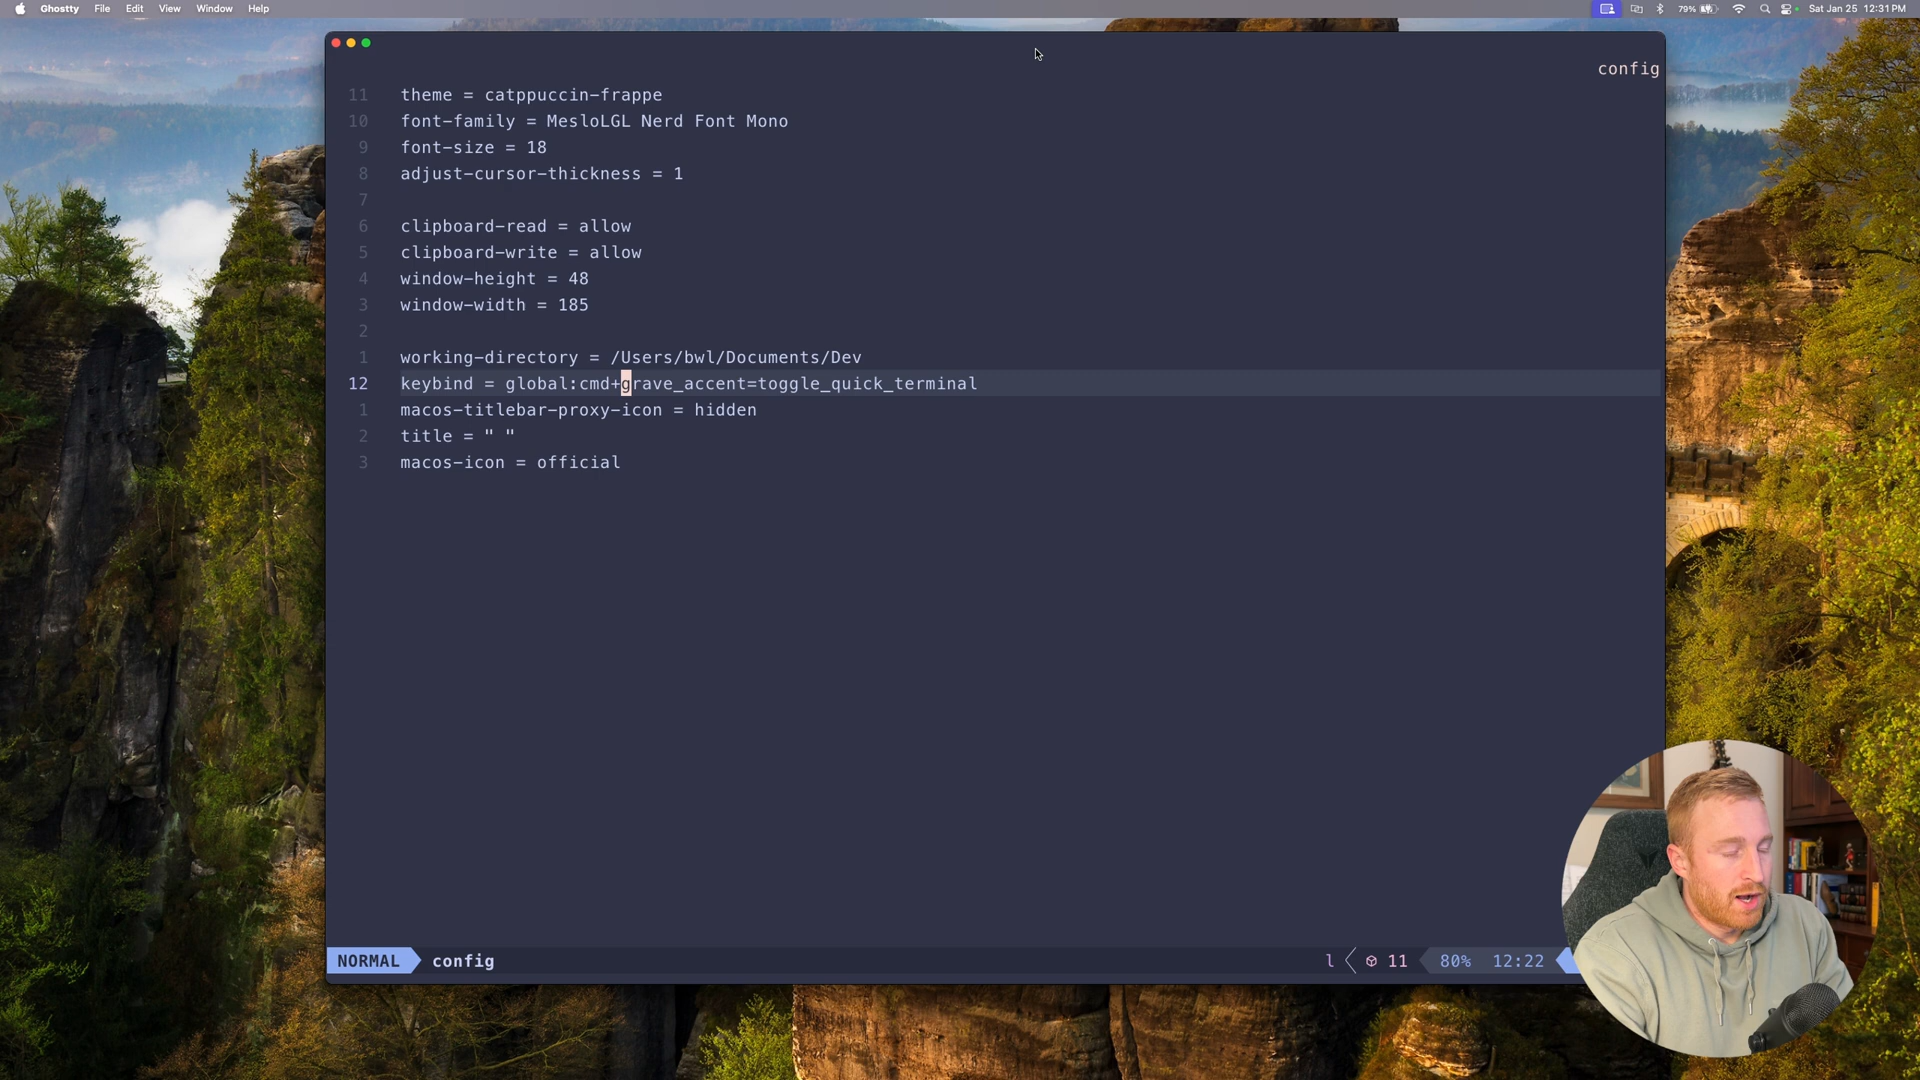 Ghostty File Edit View Window Help 79% Sat Jan 25 12:31 PM
config
11 theme = catppuccin-frappe
10 font-family = MesloLGL Nerd Font Mono
9 font-size = 18
8 adjust-cursor-thickness = 1
7
6 clipboard-read = allow
5 clipboard-write = allow
4 window-height = 48
3 window-width = 185
2
1 working-directory = /Users/bwl/Documents/Dev
12 keybind = global:cmd+grave_accent=toggle_quick_terminal
1 macos-titlebar-proxy-icon = hidden
2 title = " "
3 macos-icon = official
NORMAL config l 11 80% 12:22